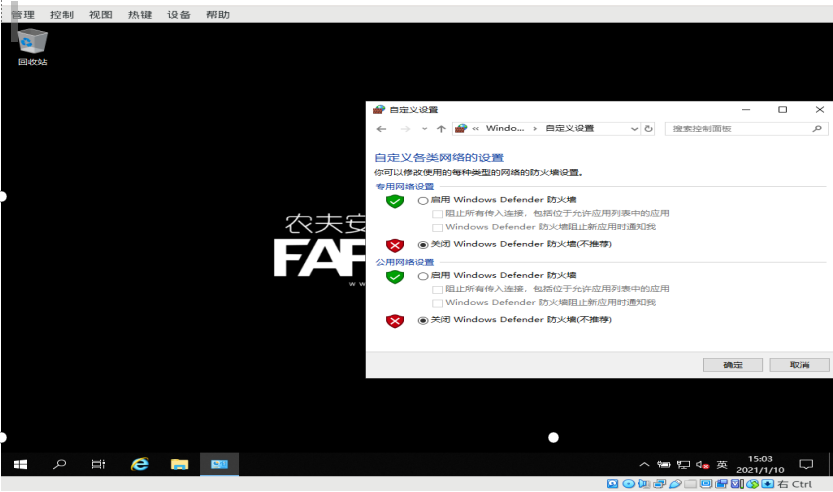 管理 控制 视图 热键 设备 帮助
回收站
自定义设置
« Windo... › 自定义设置
搜索控制面板
自定义各类网络的设置
你可以修改使用的每种类型的网络的防火墙设置。
专用网络设置
启用 Windows Defender 防火墙
阻止所有传入连接，包括位于允许应用列表中的应用
Windows Defender 防火墙阻止新应用时通知我
关闭 Windows Defender 防火墙(不推荐)
公用网络设置
启用 Windows Defender 防火墙
阻止所有传入连接，包括位于允许应用列表中的应用
Windows Defender 防火墙阻止新应用时通知我
关闭 Windows Defender 防火墙(不推荐)
确定 取消
农夫安
FAR
w w
英
15:03
2021/1/10
右 Ctrl